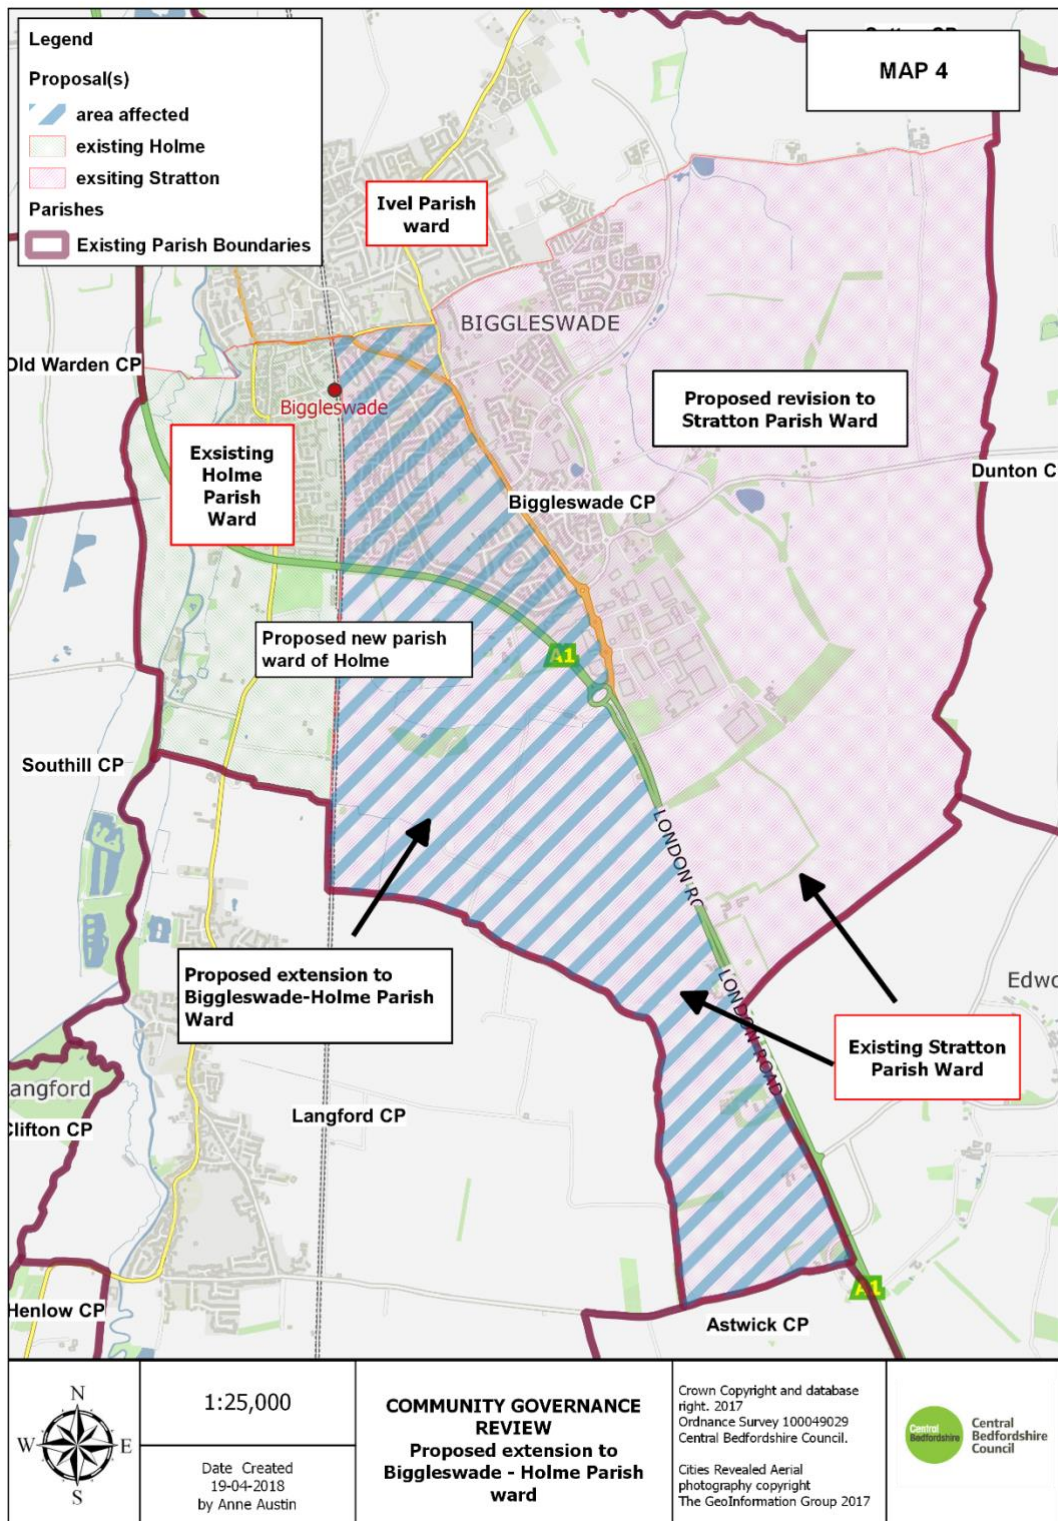 Legend
Proposal(s)
area affected
existing Holme
exsiting Stratton
Parishes
Existing Parish Boundaries
MAP 4
Ivel Parish
ward
BIGGLESWADE
Old Warden CP
Biggleswade
Proposed revision to
Stratton Parish Ward
Exsisting
Holme
Parish
Ward
Dunton C
Biggleswade CP
Proposed new parish
ward of Holme
A1
Southill CP
LONDON RO
Proposed extension to
Biggleswade-Holme Parish
Ward
LONDON ROAD
Edwo
Existing Stratton
Parish Ward
angford
Clifton CP
Langford CP
Henlow CP
A1
Astwick CP
N
W
E
S
1:25,000
Date Created
19-04-2018
by Anne Austin
COMMUNITY GOVERNANCE
REVIEW
Proposed extension to
Biggleswade - Holme Parish
ward
Crown Copyright and database
right. 2017
Ordnance Survey 100049029
Central Bedfordshire Council.
Cities Revealed Aerial
photography copyright
The GeoInformation Group 2017
Central
Bedfordshire
Central
Bedfordshire
Council